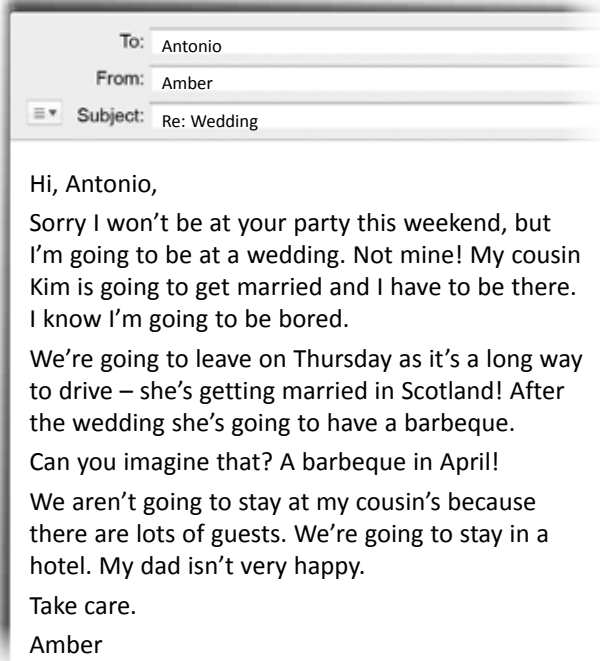 To: Antonio
From: Amber
Subject: Re: Wedding
Hi, Antonio,
Sorry I won’t be at your party this weekend, but
I’m going to be at a wedding. Not mine! My cousin
Kim is going to get married and I have to be there.
I know I’m going to be bored.
We’re going to leave on Thursday as it’s a long way
to drive – she’s getting married in Scotland! After
the wedding she’s going to have a barbeque.
Can you imagine that? A barbeque in April!
We aren’t going to stay at my cousin’s because
there are lots of guests. We’re going to stay in a
hotel. My dad isn’t very happy.
Take care.
Amber